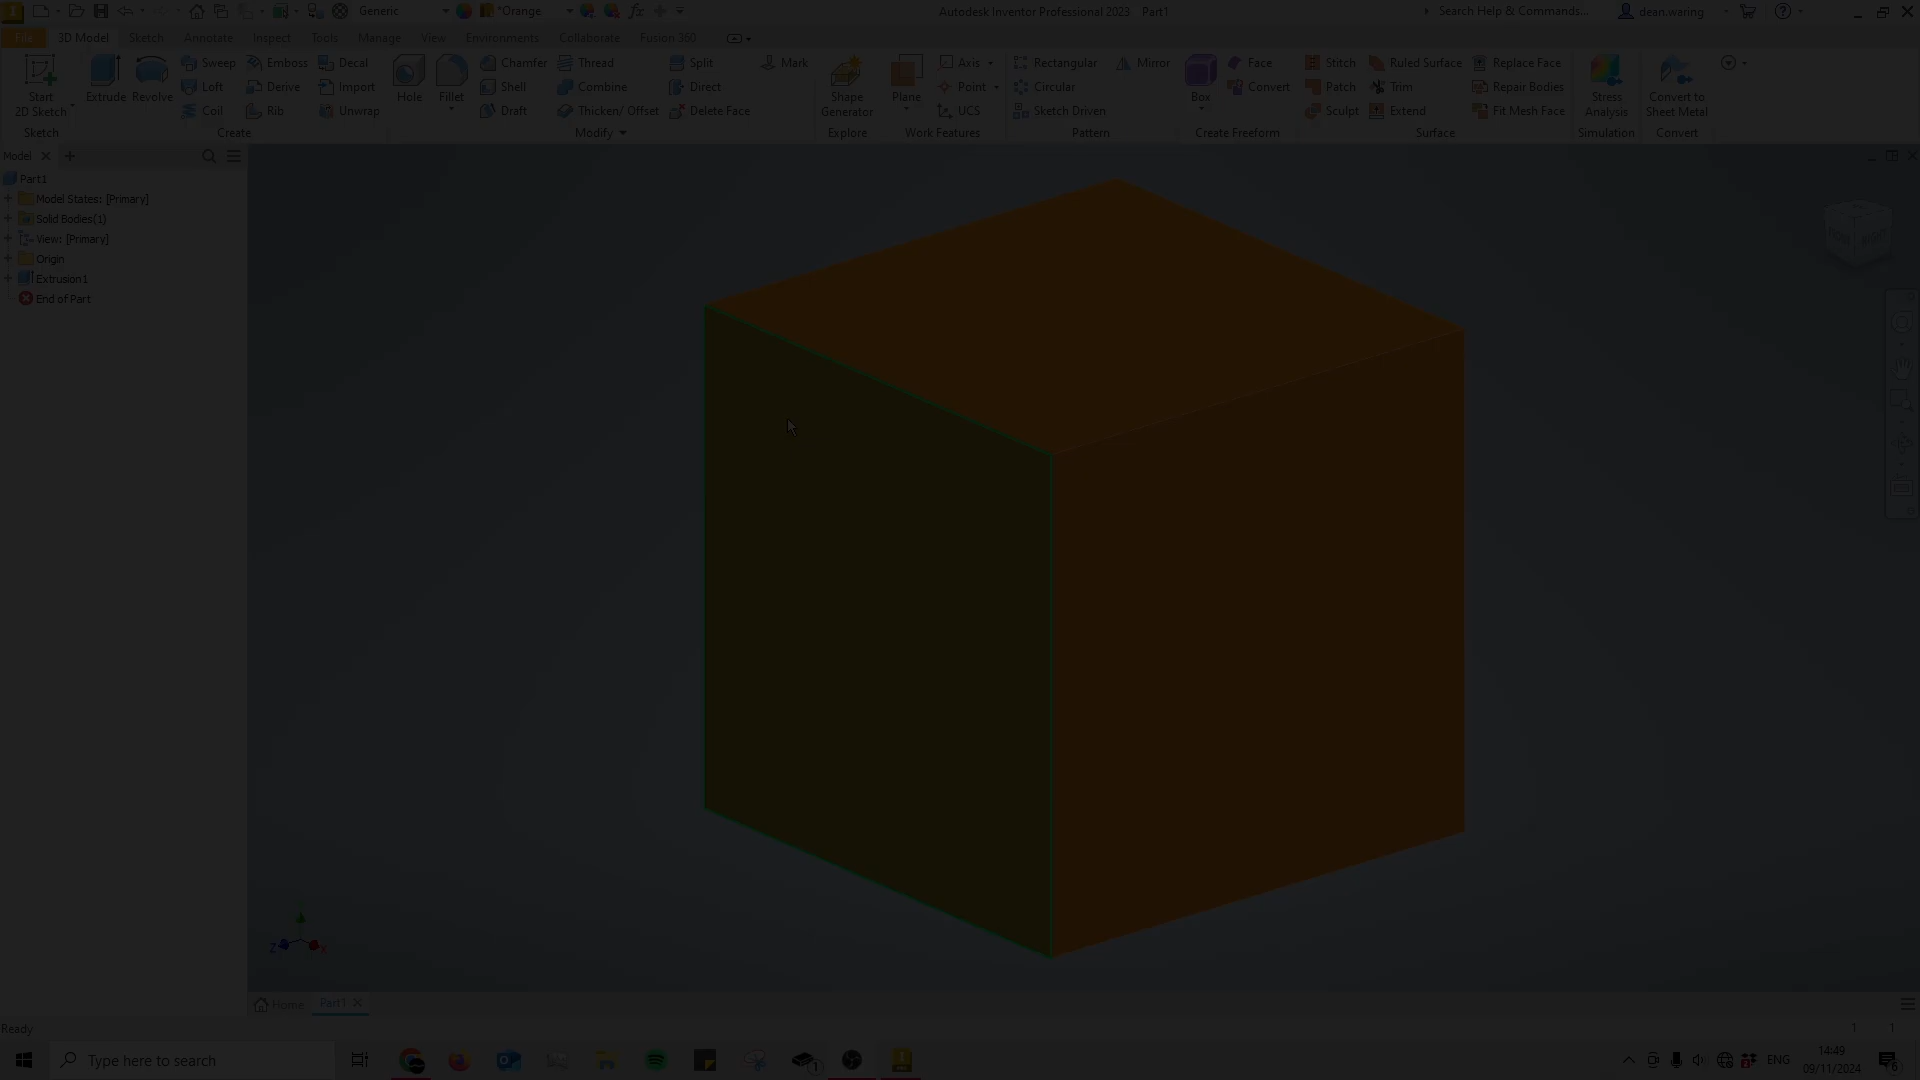 Generic
*Orange
Autodesk Inventor Professional 2023 Part1
Search Help & Commands...
dean.waring
File 3D Model Sketch Annotate Inspect Tools Manage View Environments Collaborate Fusion 360
Start 2D Sketch
Extrude
Revolve
Sweep
Loft
Coil
Emboss
Derive
Rib
Decal
Import
Unwrap
Hole
Fillet
Chamfer
Shell
Draft
Thread
Combine
Thicken/ Offset
Split
Direct
Delete Face
Mark
Shape Generator
Plane
Axis
Point
UCS
Rectangular
Circular
Sketch Driven
Mirror
Box
Face
Convert
Stitch
Patch
Sculpt
Ruled Surface
Trim
Extend
Replace Face
Repair Bodies
Fit Mesh Face
Stress Analysis
Convert to Sheet Metal
Sketch Create Modify Explore Work Features Pattern Create Freeform Surface Simulation Convert
Model
Part1
Model States: [Primary]
Solid Bodies(1)
View: [Primary]
Origin
Extrusion1
End of Part
FRONT RIGHT
Z X
Home Part1
Ready
1 1
Type here to search
ENG
14:49
09/11/2024